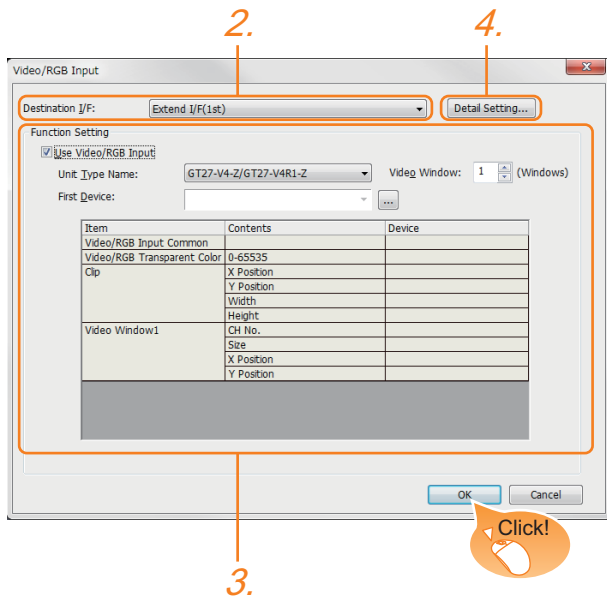 2. 4.
Video/RGB Input
Destination I/F: Extend I/F(1st) Detail Setting...
Function Setting
Use Video/RGB Input
Unit Type Name: GT27-V4-Z/GT27-V4R1-Z Video Window: 1 (Windows)
First Device: ...
Item Contents Device
Video/RGB Input Common
Video/RGB Transparent Color 0-65535
Clip X Position
Y Position
Width
Height
Video Window1 CH No.
Size
X Position
Y Position
OK Cancel
Click!
3.